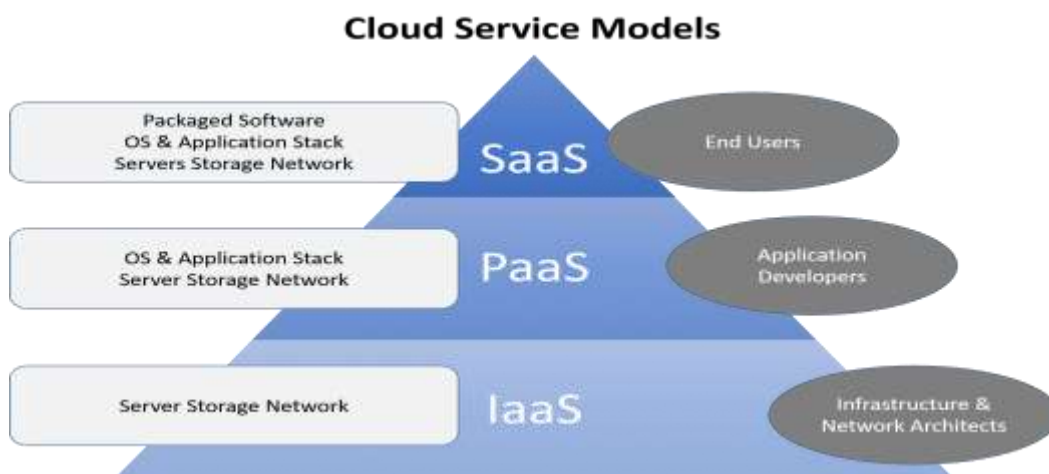 Cloud Service Models
Packaged Software
OS & Application Stack
Servers Storage Network
SaaS
End Users
OS & Application Stack
Server Storage Network
PaaS
Application
Developers
Server Storage Network
IaaS
Infrastructure &
Network Architects